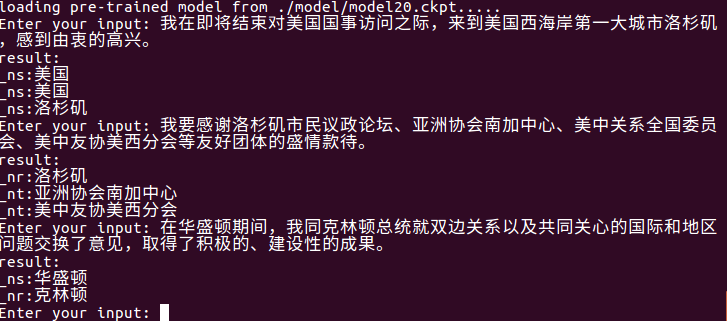 loading pre-trained model from ./model/model20.ckpt.....
Enter your input: 我在即将结束对美国国事访问之际，来到美国西海岸第一大城市洛杉矶
，感到由衷的高兴。
result:
_ns:美国
_ns:美国
_ns:洛杉矶
Enter your input: 我要感谢洛杉矶市民议政论坛、亚洲协会南加中心、美中关系全国委员
会、美中友协美西分会等友好团体的盛情款待。
result:
_nr:洛杉矶
_nt:亚洲协会南加中心
_nt:美中友协美西分会
Enter your input: 在华盛顿期间，我同克林顿总统就双边关系以及共同关心的国际和地区
问题交换了意见，取得了积极的、建设性的成果。
result:
_ns:华盛顿
_nr:克林顿
Enter your input: